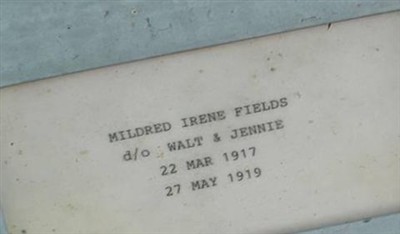 MILDRED IRENE FIELDS
d/o WALT & JENNIE
22 MAR 1917
27 MAY 1919